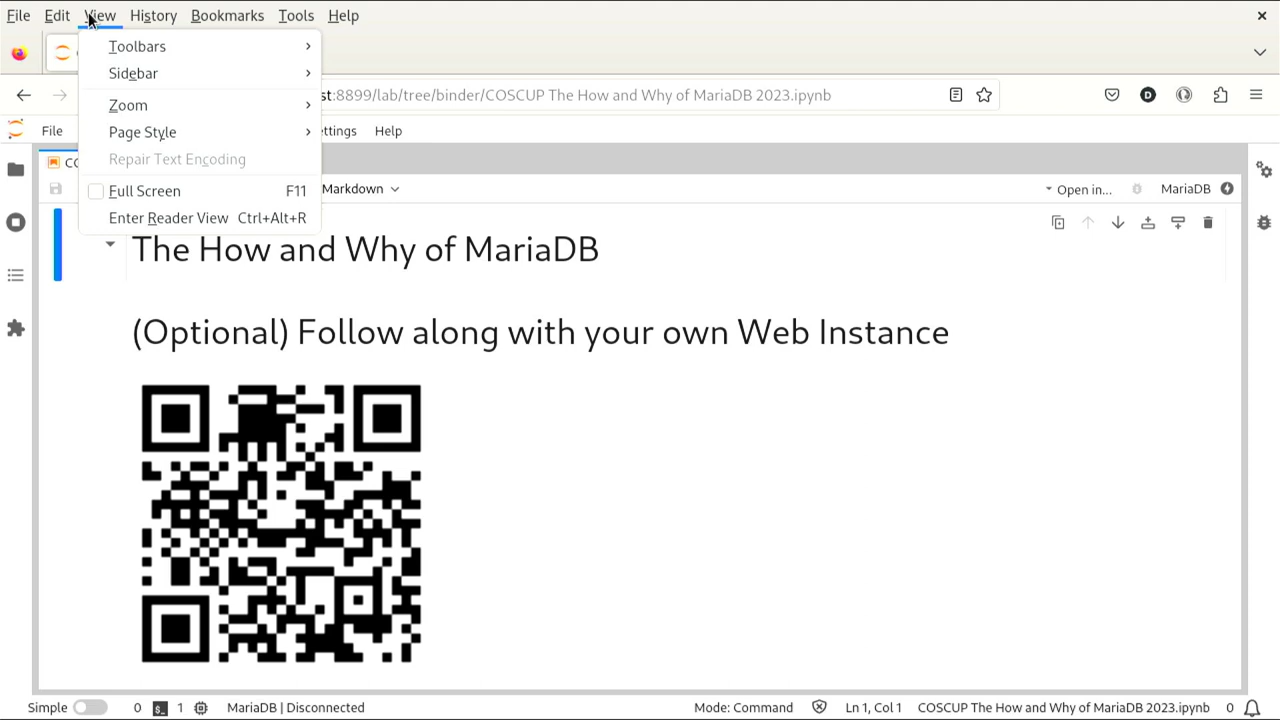 File Edit View History Bookmarks Tools Help
Toolbars
Sidebar
Zoom
Page Style
Repair Text Encoding
Full Screen F11
Enter Reader View Ctrl+Alt+R
st:8899/lab/tree/binder/COSCUP The How and Why of MariaDB 2023.ipynb
File ettings Help
CO
Markdown Open in... MariaDB
The How and Why of MariaDB
(Optional) Follow along with your own Web Instance
Simple 0 1 MariaDB | Disconnected Mode: Command Ln 1, Col 1 COSCUP The How and Why of MariaDB 2023.ipynb 0